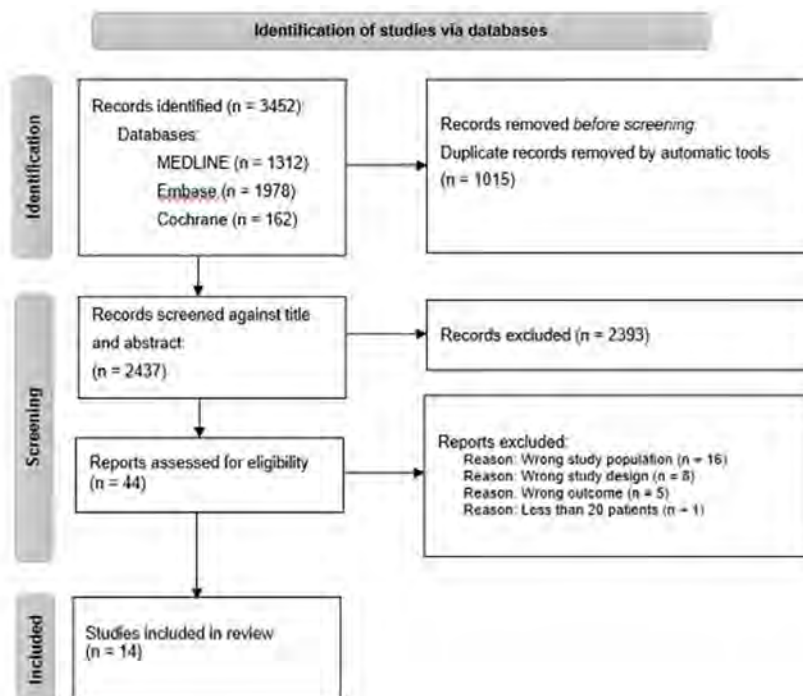 Identification of studies via databases
Identification
Records identified (n = 3452):
Databases:
MEDLINE (n = 1312)
Embase (n = 1978)
Cochrane (n = 162)
Records removed before screening:
Duplicate records removed by automatic tools
(n = 1015)
Screening
Records screened against title
and abstract:
(n = 2437)
Records excluded (n = 2393)
Reports assessed for eligibility
(n = 44)
Reports excluded:
Reason: Wrong study population (n = 16)
Reason: Wrong study design (n = 8)
Reason: Wrong outcome (n = 5)
Reason: Less than 20 patients (n = 1)
Included
Studies included in review
(n = 14)